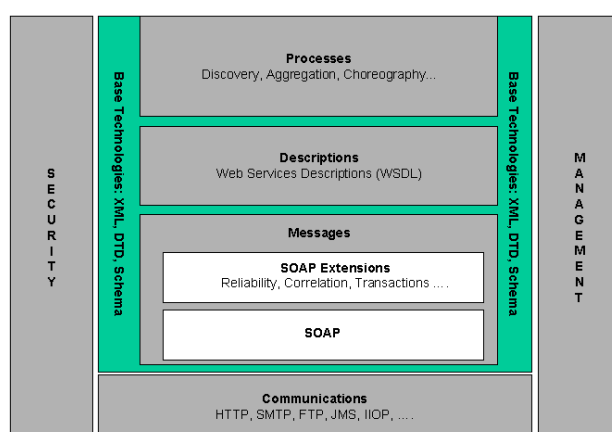 Processes
Discovery, Aggregation, Choreography...
Descriptions
Web Services Descriptions (WSDL)
Messages
SOAP Extensions
Reliability, Correlation, Transactions ....
SOAP
Communications
HTTP, SMTP, FTP, JMS, IIOP, ....
SECURITY
Base Technologies: XML, DTD, Schema
Base Technologies: XML, DTD, Schema
MANAGEMENT